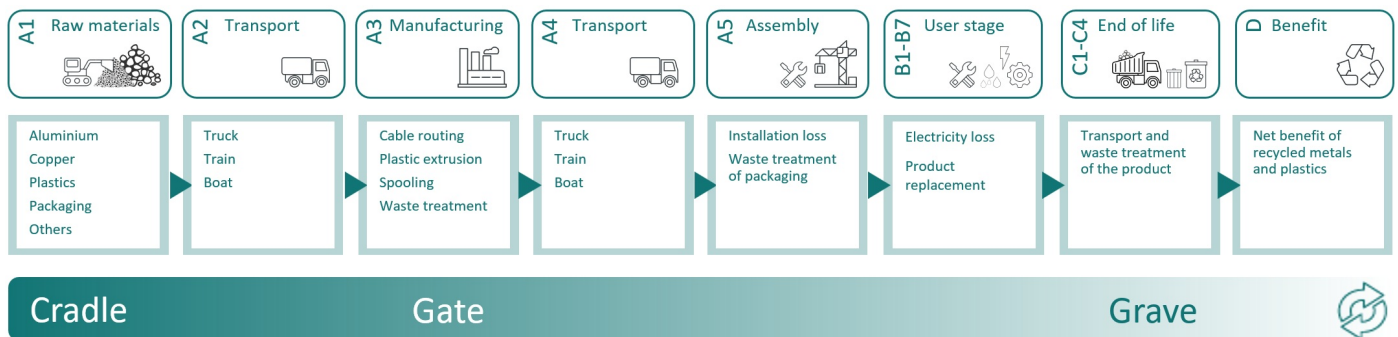 A1 Raw materials
A2 Transport
A3 Manufacturing
A4 Transport
A5 Assembly
B1-B7 User stage
C1-C4 End of life
D Benefit
Aluminium
Copper
Plastics
Packaging
Others
Truck
Train
Boat
Cable routing
Plastic extrusion
Spooling
Waste treatment
Truck
Train
Boat
Installation loss
Waste treatment
of packaging
Electricity loss
Product
replacement
Transport and
waste treatment
of the product
Net benefit of
recycled metals
and plastics
Cradle
Gate
Grave